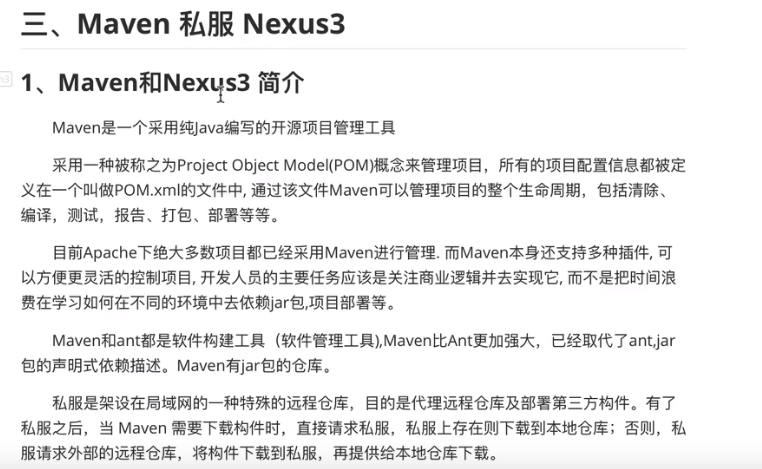 三、Maven 私服 Nexus3
1、Maven和Nexus3 简介
Maven是一个采用纯Java编写的开源项目管理工具
采用一种被称之为Project Object Model(POM)概念来管理项目，所有的项目配置信息都被定
义在一个叫做POM.xml的文件中, 通过该文件Maven可以管理项目的整个生命周期，包括清除、
编译，测试，报告、打包、部署等等。
目前Apache下绝大多数项目都已经采用Maven进行管理. 而Maven本身还支持多种插件, 可
以方便更灵活的控制项目, 开发人员的主要任务应该是关注商业逻辑并去实现它, 而不是把时间浪
费在学习如何在不同的环境中去依赖jar包,项目部署等。
Maven和ant都是软件构建工具（软件管理工具),Maven比Ant更加强大，已经取代了ant,jar
包的声明式依赖描述。Maven有jar包的仓库。
私服是架设在局域网的一种特殊的远程仓库，目的是代理远程仓库及部署第三方构件。有了
私服之后，当 Maven 需要下载构件时，直接请求私服，私服上存在则下载到本地仓库；否则，私
服请求外部的远程仓库，将构件下载到私服，再提供给本地仓库下载。